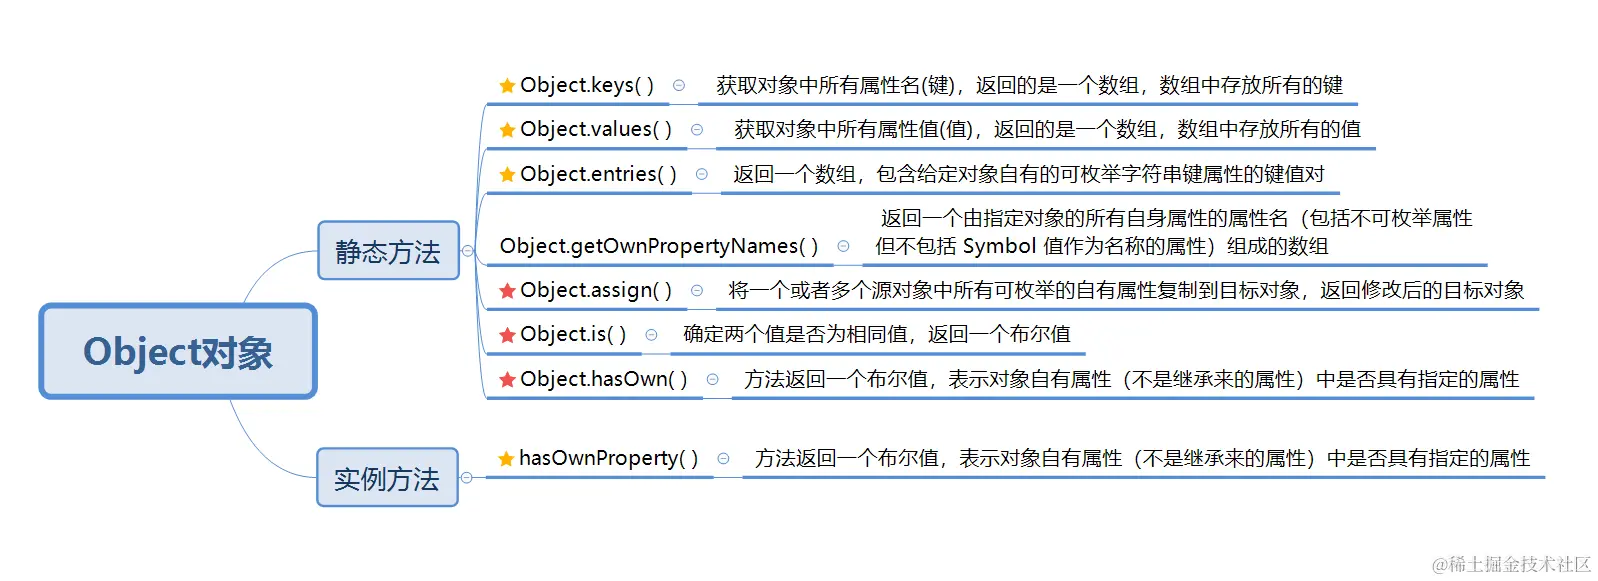 Object对象
静态方法
Object.keys( )
获取对象中所有属性名(键)，返回的是一个数组，数组中存放所有的键
Object.values( )
获取对象中所有属性值(值)，返回的是一个数组，数组中存放所有的值
Object.entries( )
返回一个数组，包含给定对象自有的可枚举字符串键属性的键值对
Object.getOwnPropertyNames( )
返回一个由指定对象的所有自身属性的属性名（包括不可枚举属性
但不包括 Symbol 值作为名称的属性）组成的数组
Object.assign( )
将一个或者多个源对象中所有可枚举的自有属性复制到目标对象，返回修改后的目标对象
Object.is( )
确定两个值是否为相同值，返回一个布尔值
Object.hasOwn( )
方法返回一个布尔值，表示对象自有属性（不是继承来的属性）中是否具有指定的属性
实例方法
hasOwnProperty( )
方法返回一个布尔值，表示对象自有属性（不是继承来的属性）中是否具有指定的属性
@稀土掘金技术社区